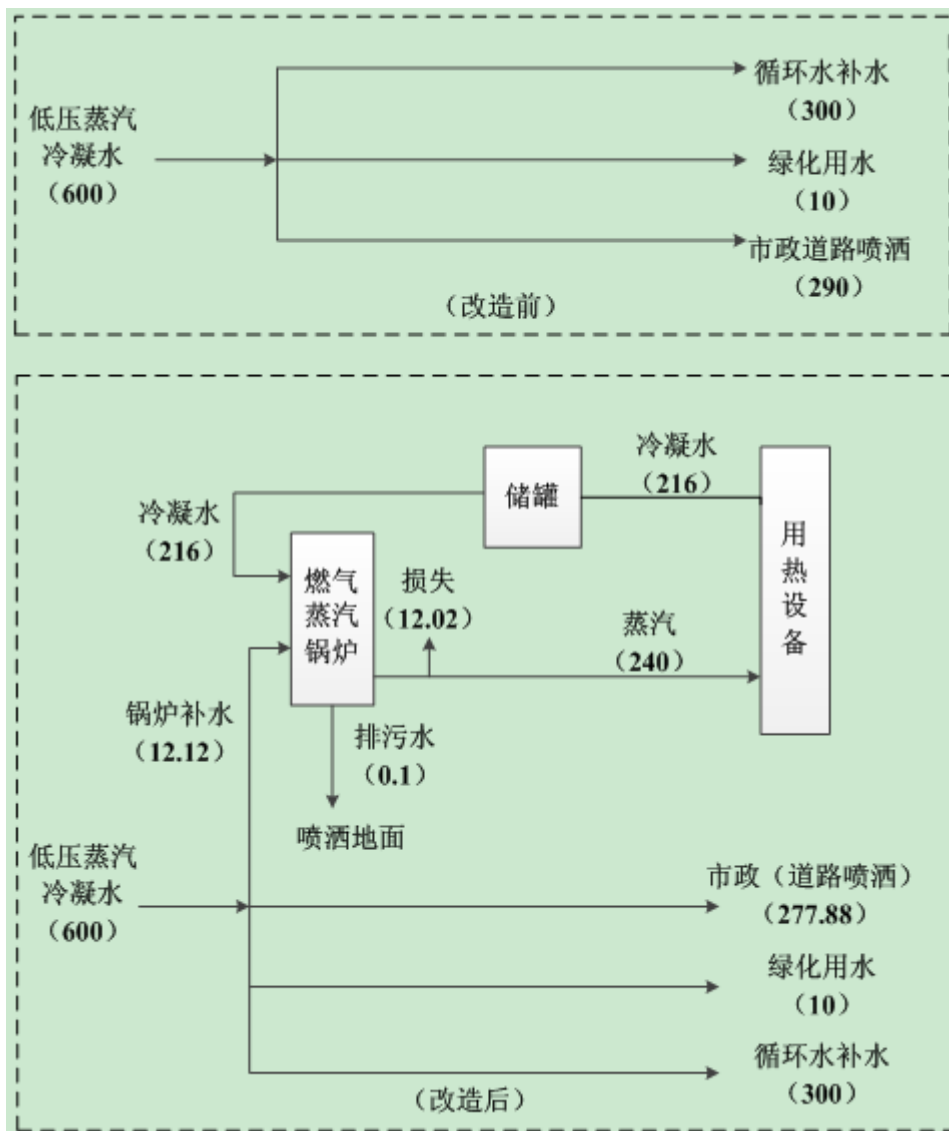 低压蒸汽
冷凝水
（600）
循环水补水
（300）
绿化用水
（10）
市政道路喷洒
（290）
（改造前）
冷凝水
（216）
储罐
用
热
设
备
冷凝水
（216）
燃气
蒸汽
锅炉
损失
（12.02）
蒸汽
（240）
锅炉补水
（12.12）
排污水
（0.1）
喷洒地面
低压蒸汽
冷凝水
（600）
市政（道路喷洒）
（277.88）
绿化用水
（10）
循环水补水
（300）
（改造后）